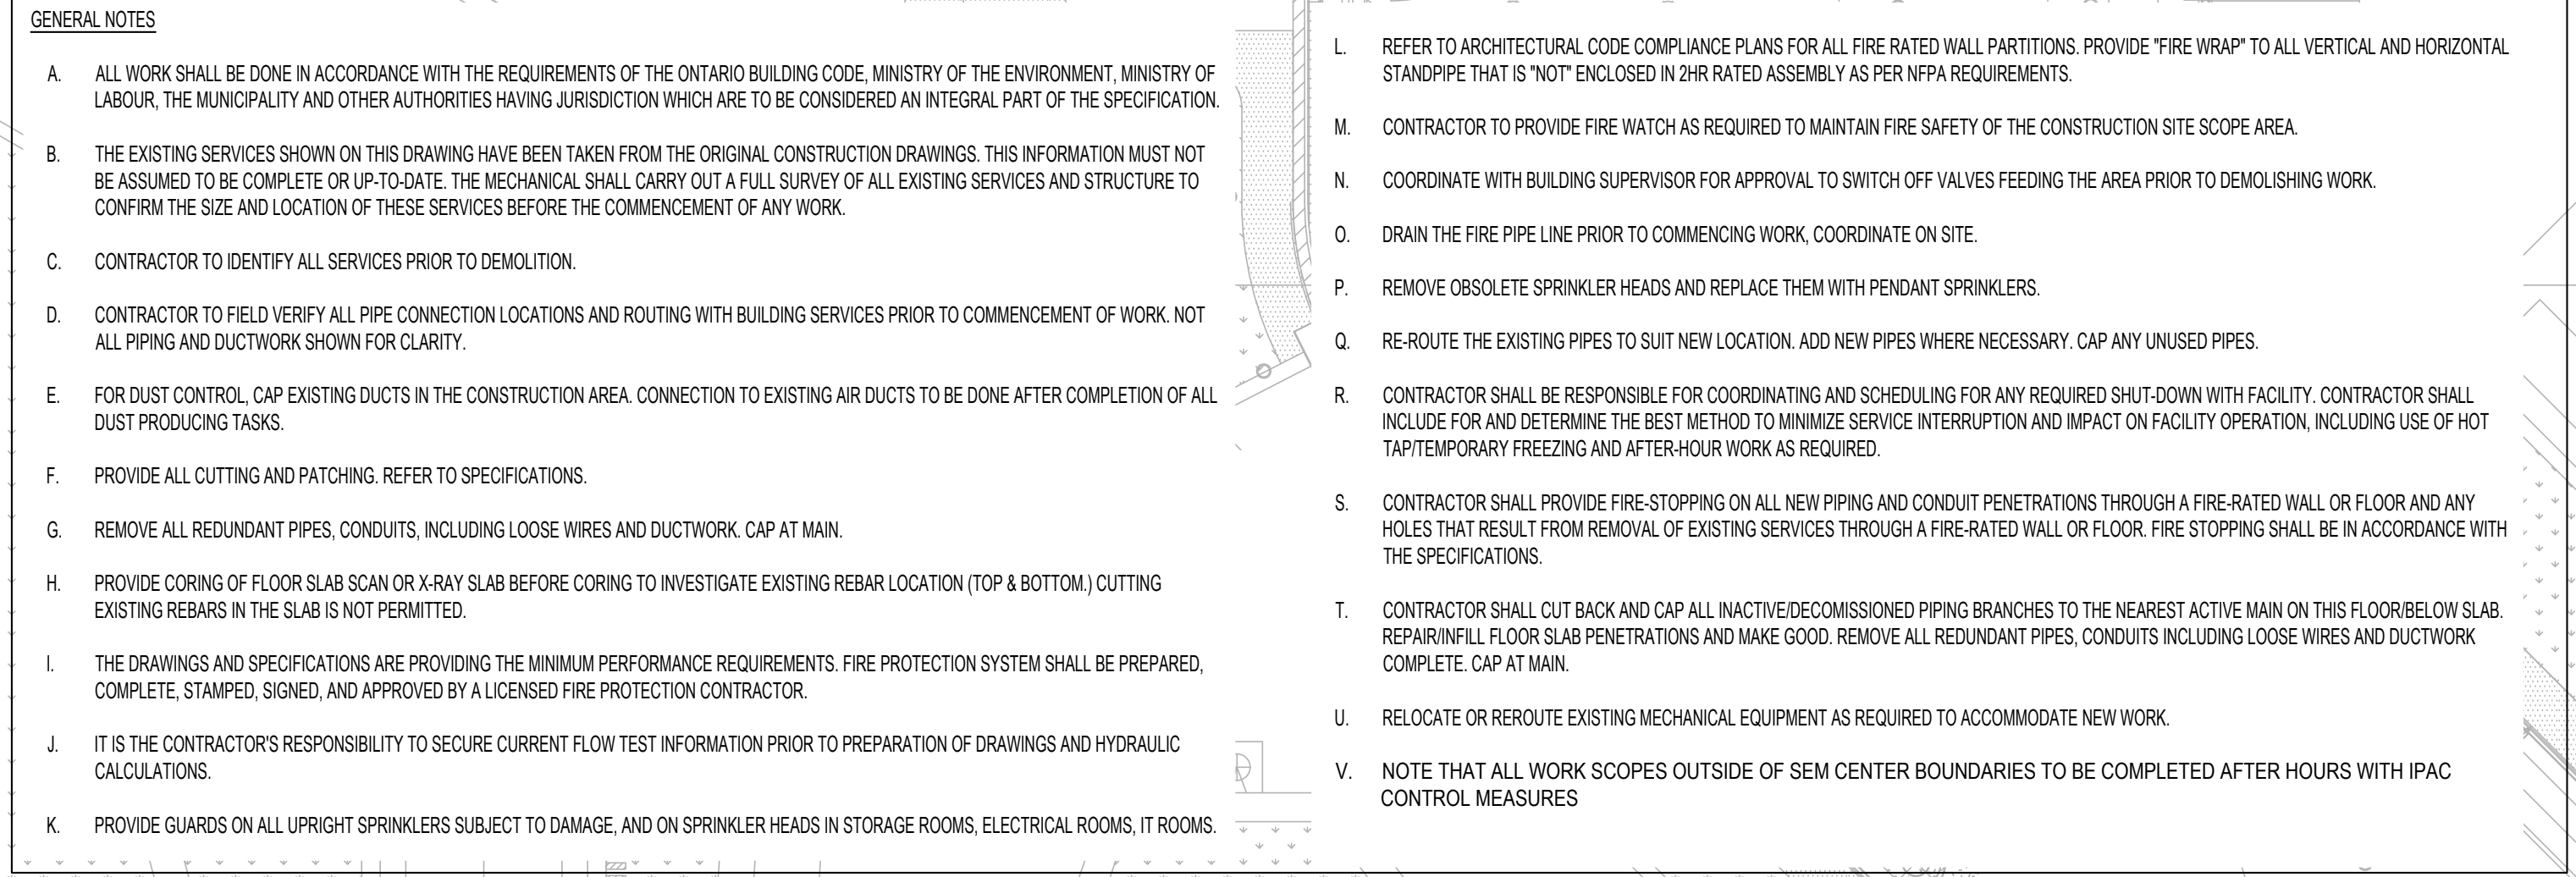 GENERAL NOTES
A. ALL WORK SHALL BE DONE IN ACCORDANCE WITH THE REQUIREMENTS OF THE ONTARIO BUILDING CODE, MINISTRY OF THE ENVIRONMENT, MINISTRY OF
LABOUR, THE MUNICIPALITY AND OTHER AUTHORITIES HAVING JURISDICTION WHICH ARE TO BE CONSIDERED AN INTEGRAL PART OF THE SPECIFICATION.
B. THE EXISTING SERVICES SHOWN ON THIS DRAWING HAVE BEEN TAKEN FROM THE ORIGINAL CONSTRUCTION DRAWINGS. THIS INFORMATION MUST NOT
BE ASSUMED TO BE COMPLETE OR UP-TO-DATE. THE MECHANICAL SHALL CARRY OUT A FULL SURVEY OF ALL EXISTING SERVICES AND STRUCTURE TO
CONFIRM THE SIZE AND LOCATION OF THESE SERVICES BEFORE THE COMMENCEMENT OF ANY WORK.
C. CONTRACTOR TO IDENTIFY ALL SERVICES PRIOR TO DEMOLITION.
D. CONTRACTOR TO FIELD VERIFY ALL PIPE CONNECTION LOCATIONS AND ROUTING WITH BUILDING SERVICES PRIOR TO COMMENCEMENT OF WORK. NOT
ALL PIPING AND DUCTWORK SHOWN FOR CLARITY.
E. FOR DUST CONTROL, CAP EXISTING DUCTS IN THE CONSTRUCTION AREA. CONNECTION TO EXISTING AIR DUCTS TO BE DONE AFTER COMPLETION OF ALL
DUST PRODUCING TASKS.
F. PROVIDE ALL CUTTING AND PATCHING. REFER TO SPECIFICATIONS.
G. REMOVE ALL REDUNDANT PIPES, CONDUITS, INCLUDING LOOSE WIRES AND DUCTWORK. CAP AT MAIN.
H. PROVIDE CORING OF FLOOR SLAB SCAN OR X-RAY SLAB BEFORE CORING TO INVESTIGATE EXISTING REBAR LOCATION (TOP & BOTTOM.) CUTTING
EXISTING REBARS IN THE SLAB IS NOT PERMITTED.
I. THE DRAWINGS AND SPECIFICATIONS ARE PROVIDING THE MINIMUM PERFORMANCE REQUIREMENTS. FIRE PROTECTION SYSTEM SHALL BE PREPARED,
COMPLETE, STAMPED, SIGNED, AND APPROVED BY A LICENSED FIRE PROTECTION CONTRACTOR.
J. IT IS THE CONTRACTOR'S RESPONSIBILITY TO SECURE CURRENT FLOW TEST INFORMATION PRIOR TO PREPARATION OF DRAWINGS AND HYDRAULIC
CALCULATIONS.
K. PROVIDE GUARDS ON ALL UPRIGHT SPRINKLERS SUBJECT TO DAMAGE, AND ON SPRINKLER HEADS IN STORAGE ROOMS, ELECTRICAL ROOMS, IT ROOMS.
L. REFER TO ARCHITECTURAL CODE COMPLIANCE PLANS FOR ALL FIRE RATED WALL PARTITIONS. PROVIDE "FIRE WRAP" TO ALL VERTICAL AND HORIZONTAL
STANDPIPE THAT IS "NOT" ENCLOSED IN 2HR RATED ASSEMBLY AS PER NFPA REQUIREMENTS.
M. CONTRACTOR TO PROVIDE FIRE WATCH AS REQUIRED TO MAINTAIN FIRE SAFETY OF THE CONSTRUCTION SITE SCOPE AREA.
N. COORDINATE WITH BUILDING SUPERVISOR FOR APPROVAL TO SWITCH OFF VALVES FEEDING THE AREA PRIOR TO DEMOLISHING WORK.
O. DRAIN THE FIRE PIPE LINE PRIOR TO COMMENCING WORK, COORDINATE ON SITE.
P. REMOVE OBSOLETE SPRINKLER HEADS AND REPLACE THEM WITH PENDANT SPRINKLERS.
Q. RE-ROUTE THE EXISTING PIPES TO SUIT NEW LOCATION. ADD NEW PIPES WHERE NECESSARY. CAP ANY UNUSED PIPES.
R. CONTRACTOR SHALL BE RESPONSIBLE FOR COORDINATING AND SCHEDULING FOR ANY REQUIRED SHUT-DOWN WITH FACILITY. CONTRACTOR SHALL
INCLUDE FOR AND DETERMINE THE BEST METHOD TO MINIMIZE SERVICE INTERRUPTION AND IMPACT ON FACILITY OPERATION, INCLUDING USE OF HOT
TAP/TEMPORARY FREEZING AND AFTER-HOUR WORK AS REQUIRED.
S. CONTRACTOR SHALL PROVIDE FIRE-STOPPING ON ALL NEW PIPING AND CONDUIT PENETRATIONS THROUGH A FIRE-RATED WALL OR FLOOR AND ANY
HOLES THAT RESULT FROM REMOVAL OF EXISTING SERVICES THROUGH A FIRE-RATED WALL OR FLOOR. FIRE STOPPING SHALL BE IN ACCORDANCE WITH
THE SPECIFICATIONS.
T. CONTRACTOR SHALL CUT BACK AND CAP ALL INACTIVE/DECOMISSIONED PIPING BRANCHES TO THE NEAREST ACTIVE MAIN ON THIS FLOOR/BELOW SLAB.
REPAIR/INFILL FLOOR SLAB PENETRATIONS AND MAKE GOOD. REMOVE ALL REDUNDANT PIPES, CONDUITS INCLUDING LOOSE WIRES AND DUCTWORK
COMPLETE. CAP AT MAIN.
U. RELOCATE OR REROUTE EXISTING MECHANICAL EQUIPMENT AS REQUIRED TO ACCOMMODATE NEW WORK.
V. NOTE THAT ALL WORK SCOPES OUTSIDE OF SEM CENTER BOUNDARIES TO BE COMPLETED AFTER HOURS WITH IPAC
CONTROL MEASURES